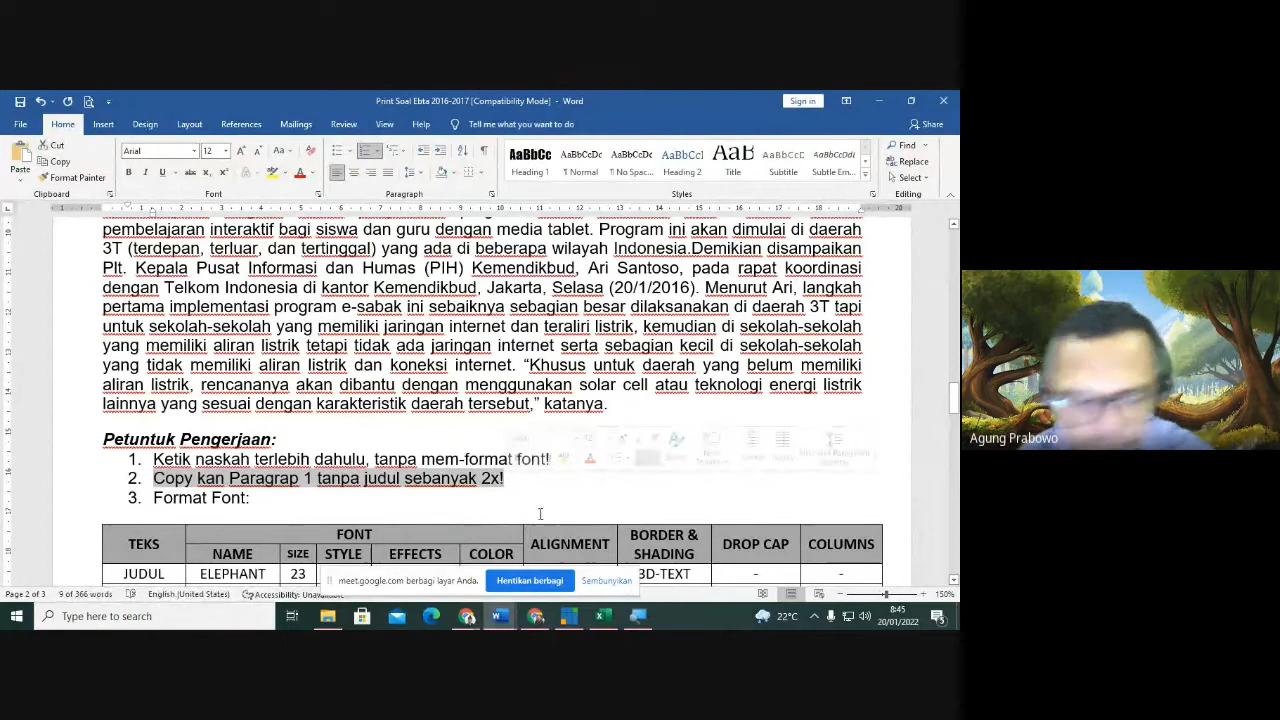 Print Soal Ebta 2016-2017 [Compatibility Mode] - Word
Sign in
File Home Insert Design Layout References Mailings Review View Help Tell me what you want to do Share
Paste Cut Copy Format Painter
Arial 12
AaBbCc AaBbCcDc AaBbCcDc AaBbCcI AaB AaBbCcD AaBbCcDt
Heading 1 ¶ Normal ¶ No Spac... Heading 2 Title Subtitle Subtle Em...
Find Replace Select
Clipboard Font Paragraph Styles Editing
pembelajaran interaktif bagi siswa dan guru dengan media tablet. Program ini akan dimulai di daerah
3T (terdepan, terluar, dan tertinggal) yang ada di beberapa wilayah Indonesia.Demikian disampaikan
Plt. Kepala Pusat Informasi dan Humas (PIH) Kemendikbud, Ari Santoso, pada rapat koordinasi
dengan Telkom Indonesia di kantor Kemendikbud, Jakarta, Selasa (20/1/2016). Menurut Ari, langkah
pertama implementasi program e-sabak ini sebaiknya sebagian besar dilaksanakan di daerah 3T tapi
untuk sekolah-sekolah yang memiliki jaringan internet dan teraliri listrik, kemudian di sekolah-sekolah
yang memiliki aliran listrik tetapi tidak ada jaringan internet serta sebagian kecil di sekolah-sekolah
yang tidak memiliki aliran listrik dan koneksi internet. “Khusus untuk daerah yang belum memiliki
aliran listrik, rencananya akan dibantu dengan menggunakan solar cell atau teknologi energi listrik
lainnya yang sesuai dengan karakteristik daerah tersebut,” katanya.
Petuntuk Pengerjaan:
1. Ketik naskah terlebih dahulu, tanpa mem-format font!
2. Copy kan Paragrap 1 tanpa judul sebanyak 2x!
3. Format Font:
TEKS FONT ALIGNMENT BORDER & SHADING DROP CAP COLUMNS
NAME SIZE STYLE EFFECTS COLOR
JUDUL ELEPHANT 23 3D-TEXT - -
meet.google.com berbagi layar Anda. Hentikan berbagi Sembunyikan
Page 2 of 3 9 of 366 words English (United States) Accessibility: 150%
Type here to search
22°C 8:45
20/01/2022
5
Agung Prabowo